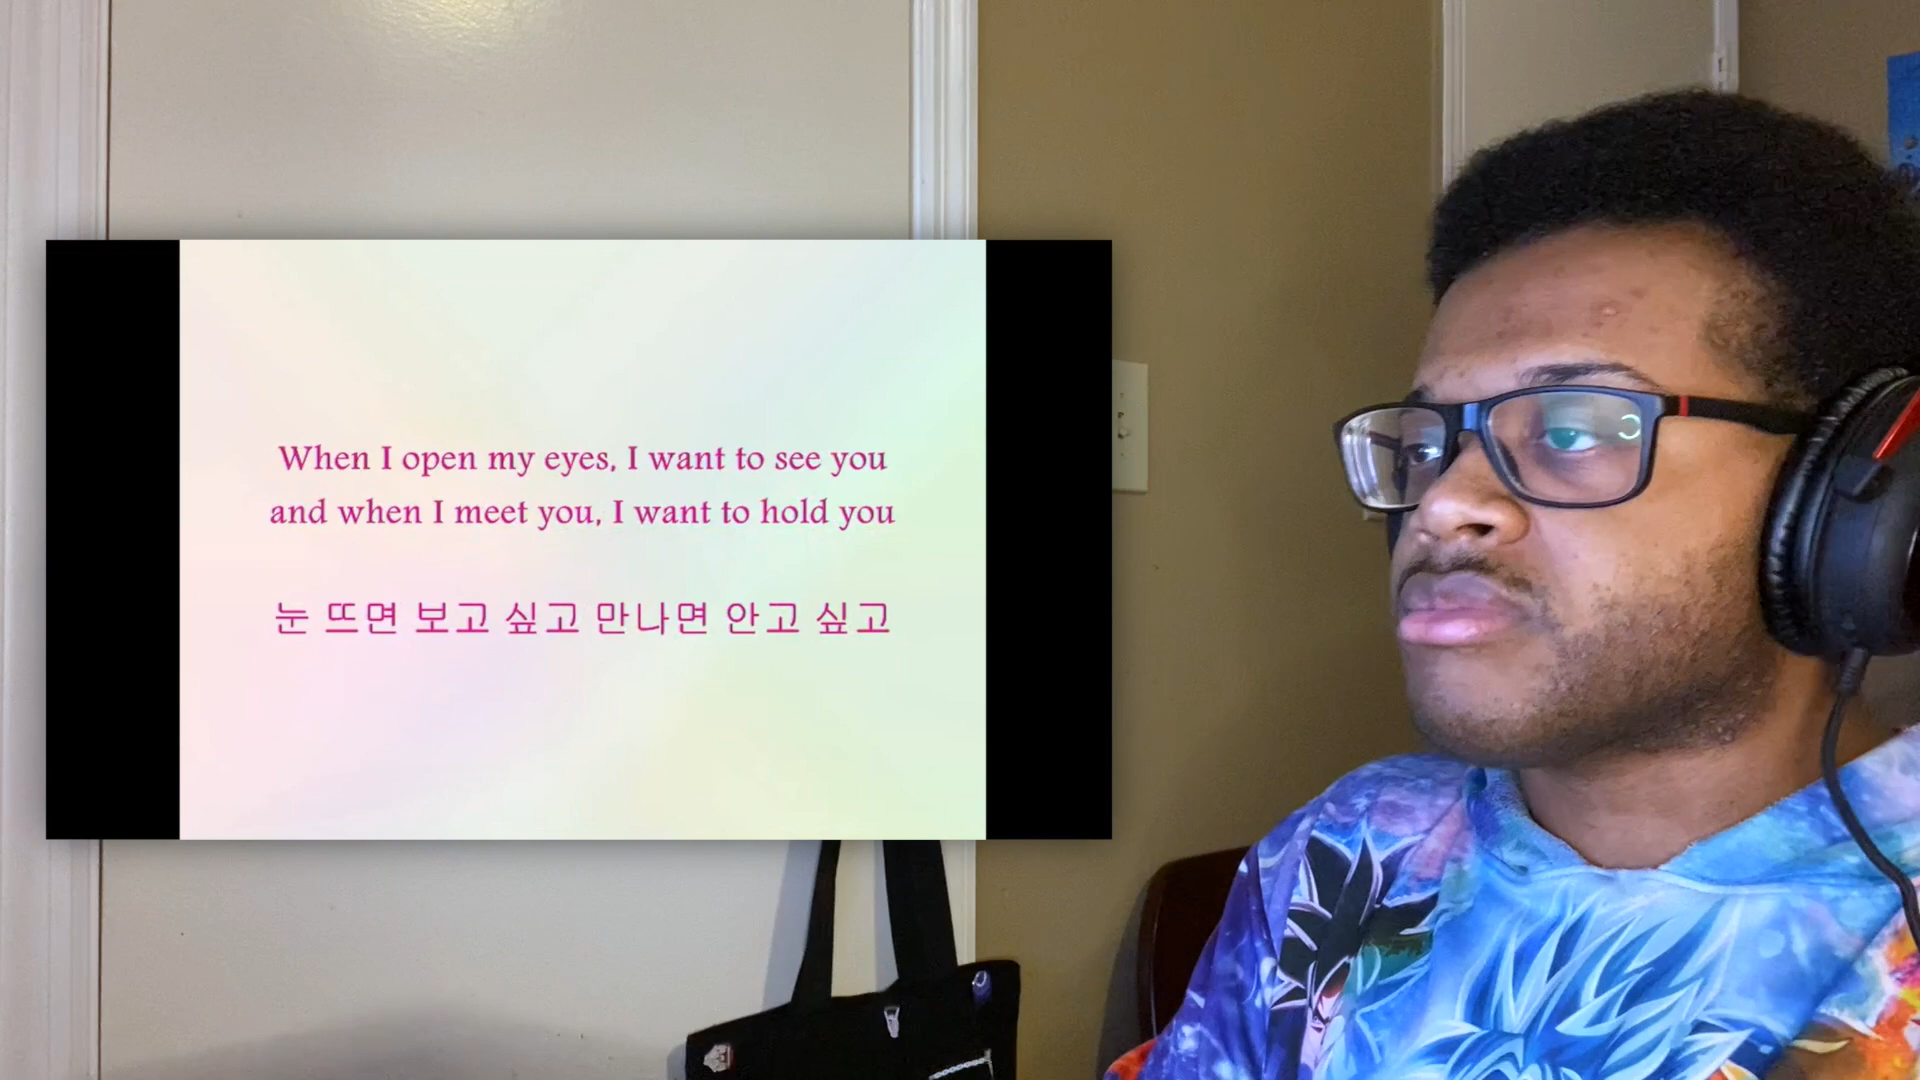 When I open my eyes, I want to see you
and when I meet you, I want to hold you
눈 뜨면 보고 싶고 만나면 안고 싶고